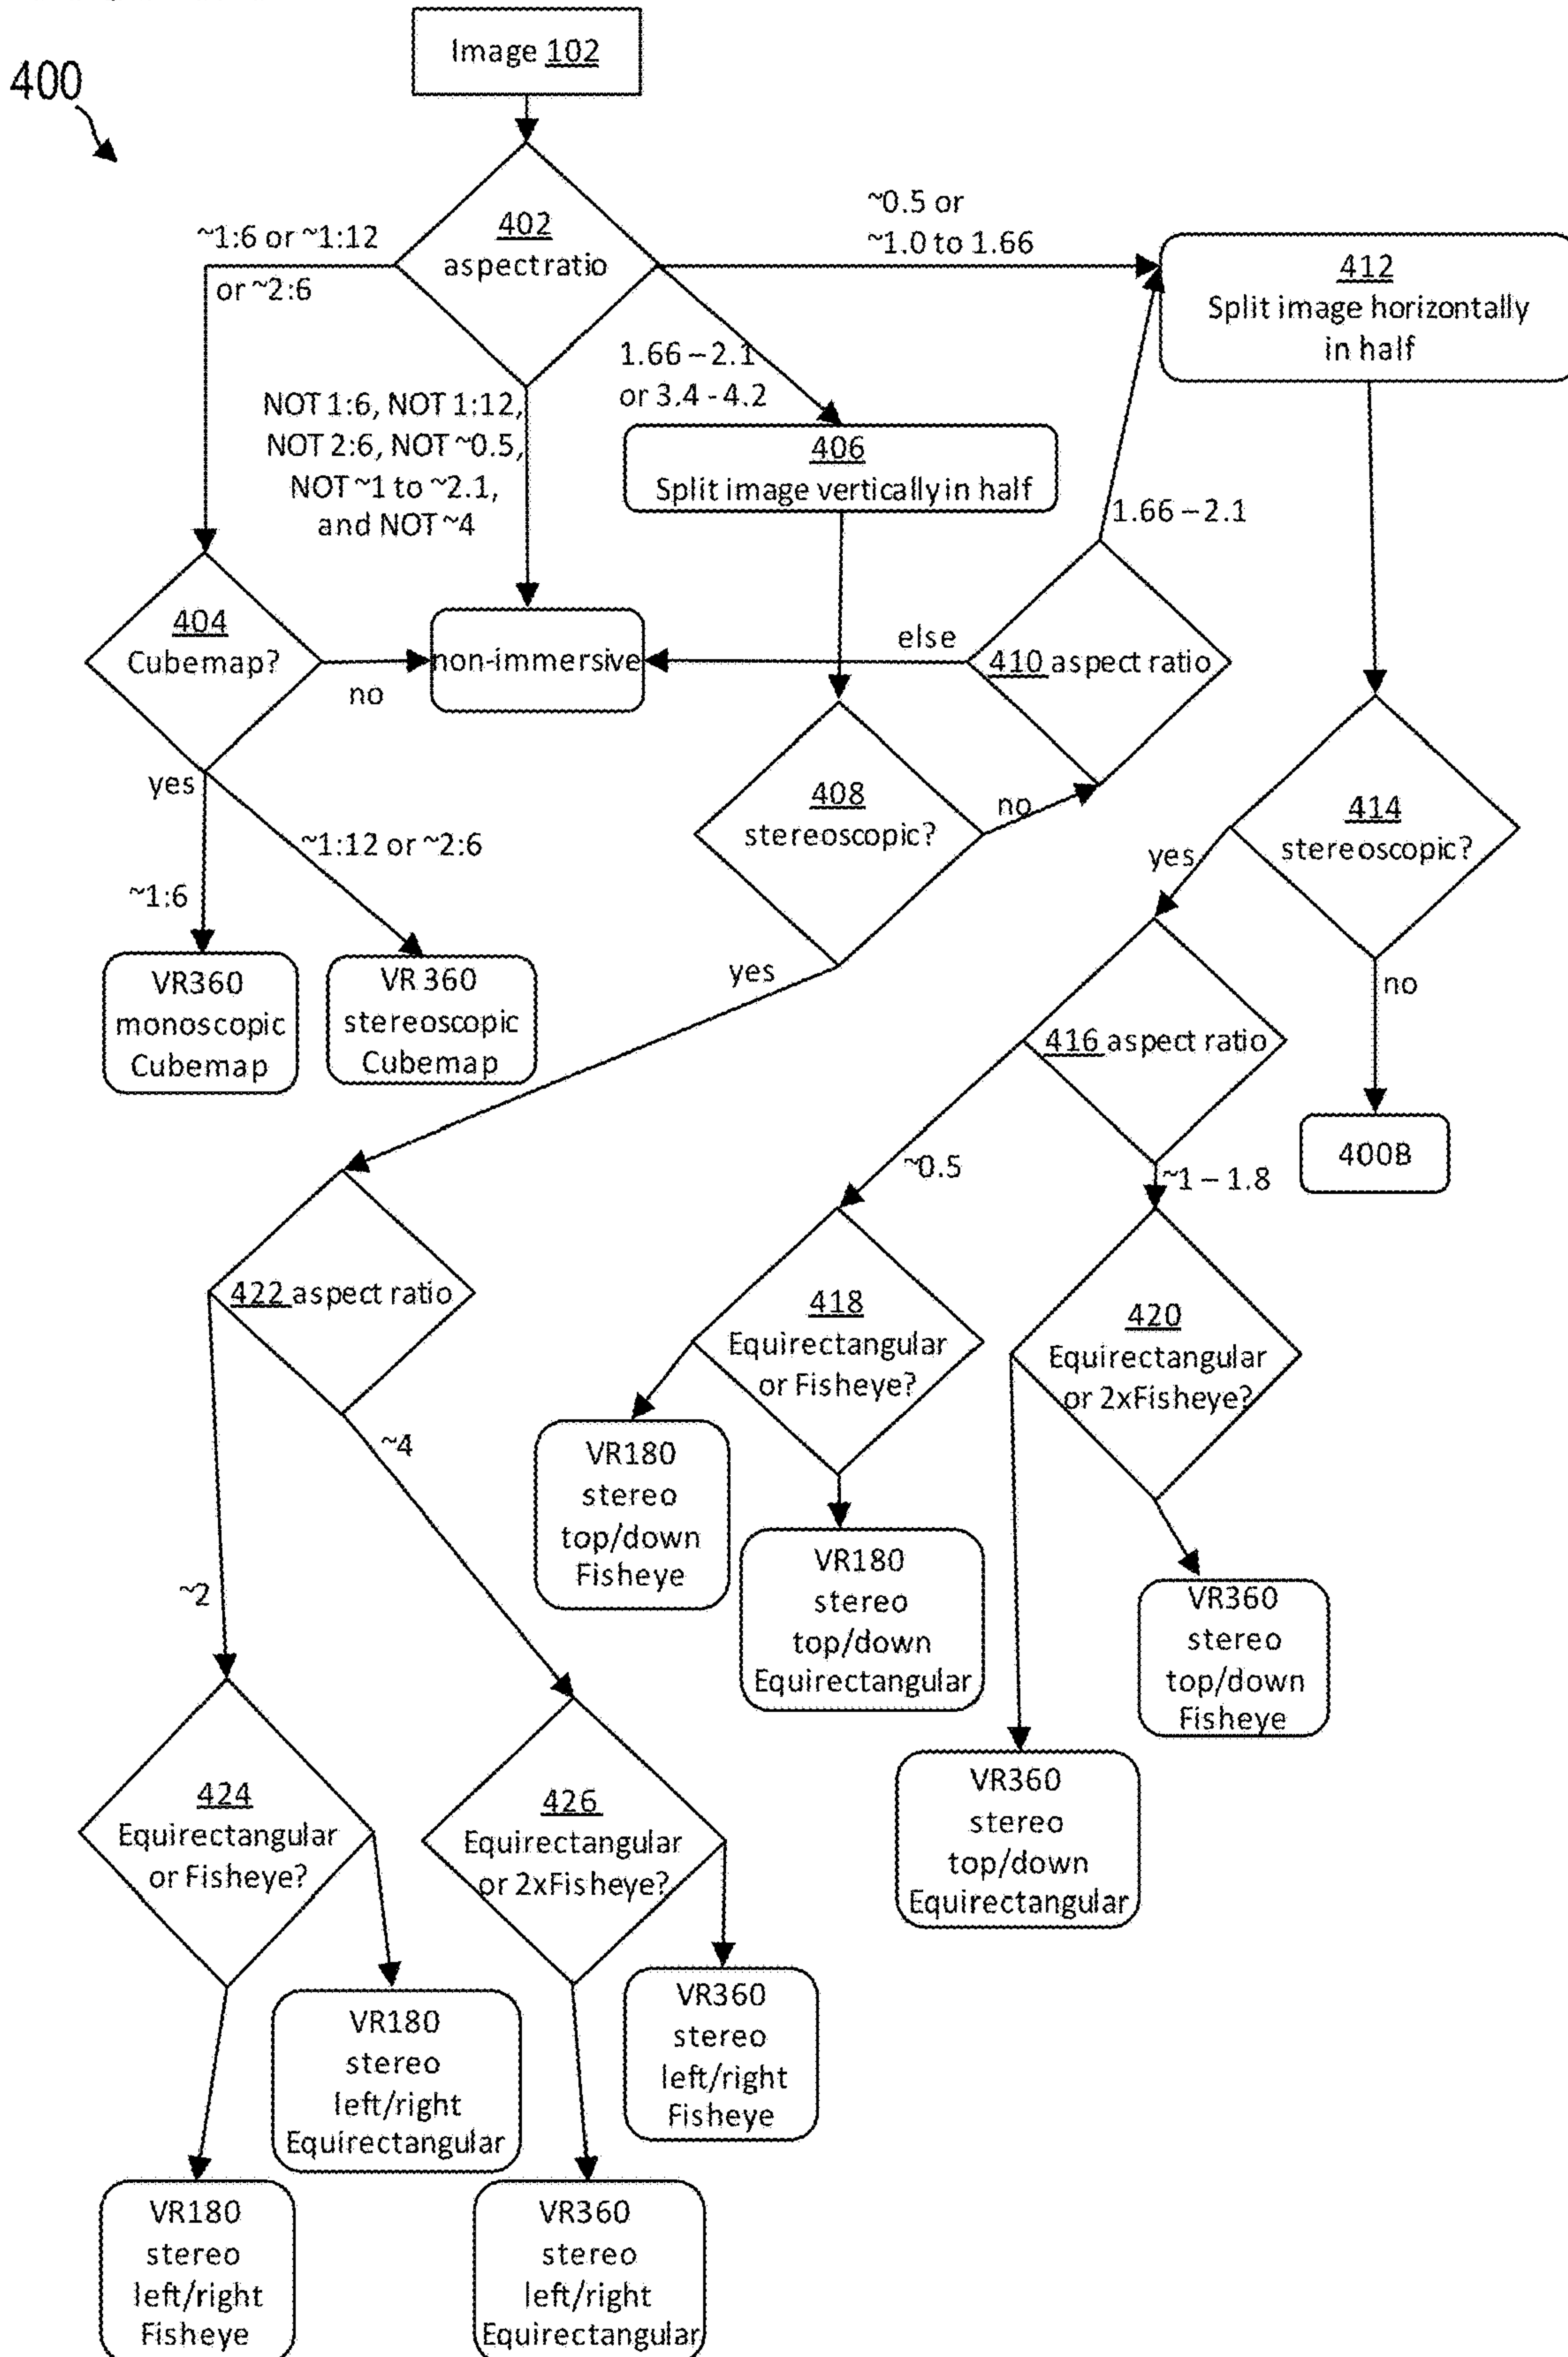 400
Image 102
402
aspect ratio
~1:6 or ~1:12
or ~2:6
~0.5 or
~1.0 to 1.66
412
Split image horizontally
in half
1.66 – 2.1
or 3.4 - 4.2
NOT 1:6, NOT 1:12,
NOT 2:6, NOT ~0.5,
NOT ~1 to ~2.1,
and NOT ~4
406
Split image vertically in half
1.66 – 2.1
404
Cubemap?
no
non-immersive
else
410 aspect ratio
yes
408
stereoscopic?
no
414
stereoscopic?
~1:12 or ~2:6
~1:6
yes
no
VR360
monoscopic
Cubemap
VR 360
stereoscopic
Cubemap
yes
416 aspect ratio
400B
~0.5
~1 – 1.8
422 aspect ratio
418
Equirectangular
or Fisheye?
420
Equirectangular
or 2xFisheye?
~4
VR180
stereo
top/down
Fisheye
VR180
stereo
top/down
Equirectangular
~2
VR360
stereo
top/down
Fisheye
VR360
stereo
top/down
Equirectangular
424
Equirectangular
or Fisheye?
426
Equirectangular
or 2xFisheye?
VR360
stereo
left/right
Fisheye
VR180
stereo
left/right
Equirectangular
VR180
stereo
left/right
Fisheye
VR360
stereo
left/right
Equirectangular